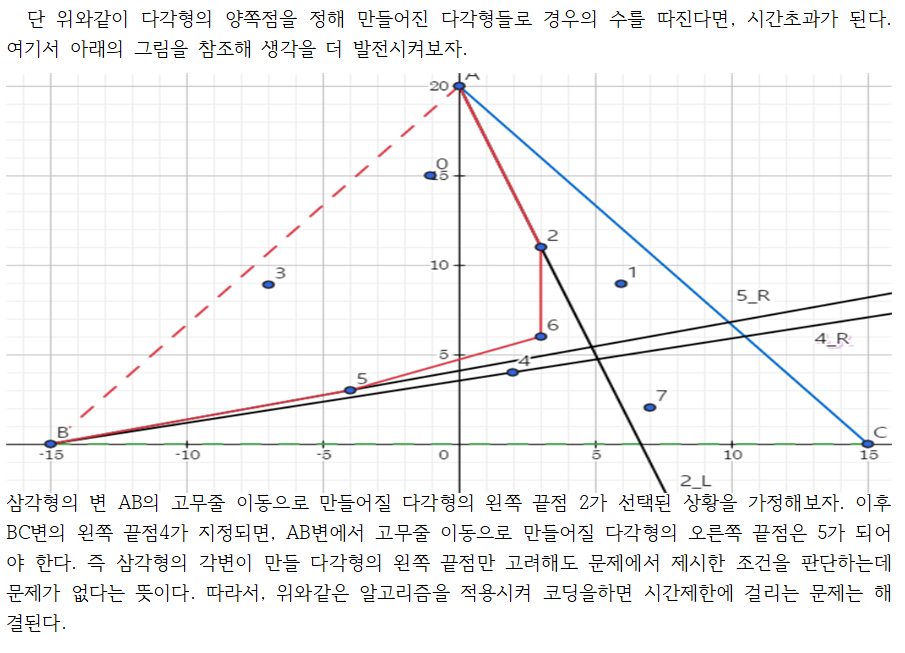 단 위와같이 다각형의 양쪽점을 정해 만들어진 다각형들로 경우의 수를 따진다면, 시간초과가 된다.
여기서 아래의 그림을 참조해 생각을 더 발전시켜보자.
A
20
0
15
2
3
1
10
5_R
6
4_R
5
4
5
7
B
C
-15
-10
-5
0
5
10
15
2_L
삼각형의 변 AB의 고무줄 이동으로 만들어질 다각형의 왼쪽 끝점 2가 선택된 상황을 가정해보자. 이후
BC변의 왼쪽 끝점4가 지정되면, AB변에서 고무줄 이동으로 만들어질 다각형의 오른쪽 끝점은 5가 되어
야 한다. 즉 삼각형의 각변이 만들 다각형의 왼쪽 끝점만 고려해도 문제에서 제시한 조건을 판단하는데
문제가 없다는 뜻이다. 따라서, 위와같은 알고리즘을 적용시켜 코딩을하면 시간제한에 걸리는 문제는 해
결된다.